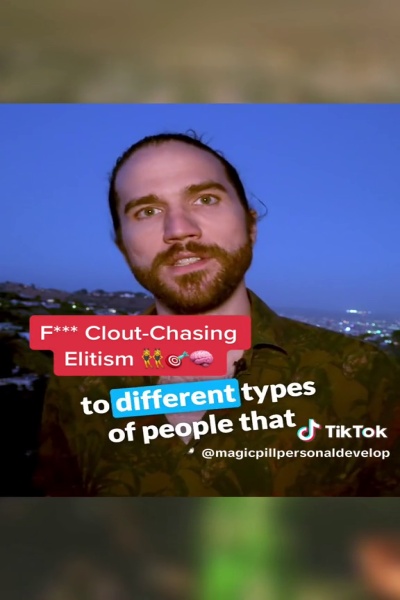 F*** Clout-Chasing
Elitism 👯🎯🧠
to different types
of people that
TikTok
@magicpillpersonaldevelop